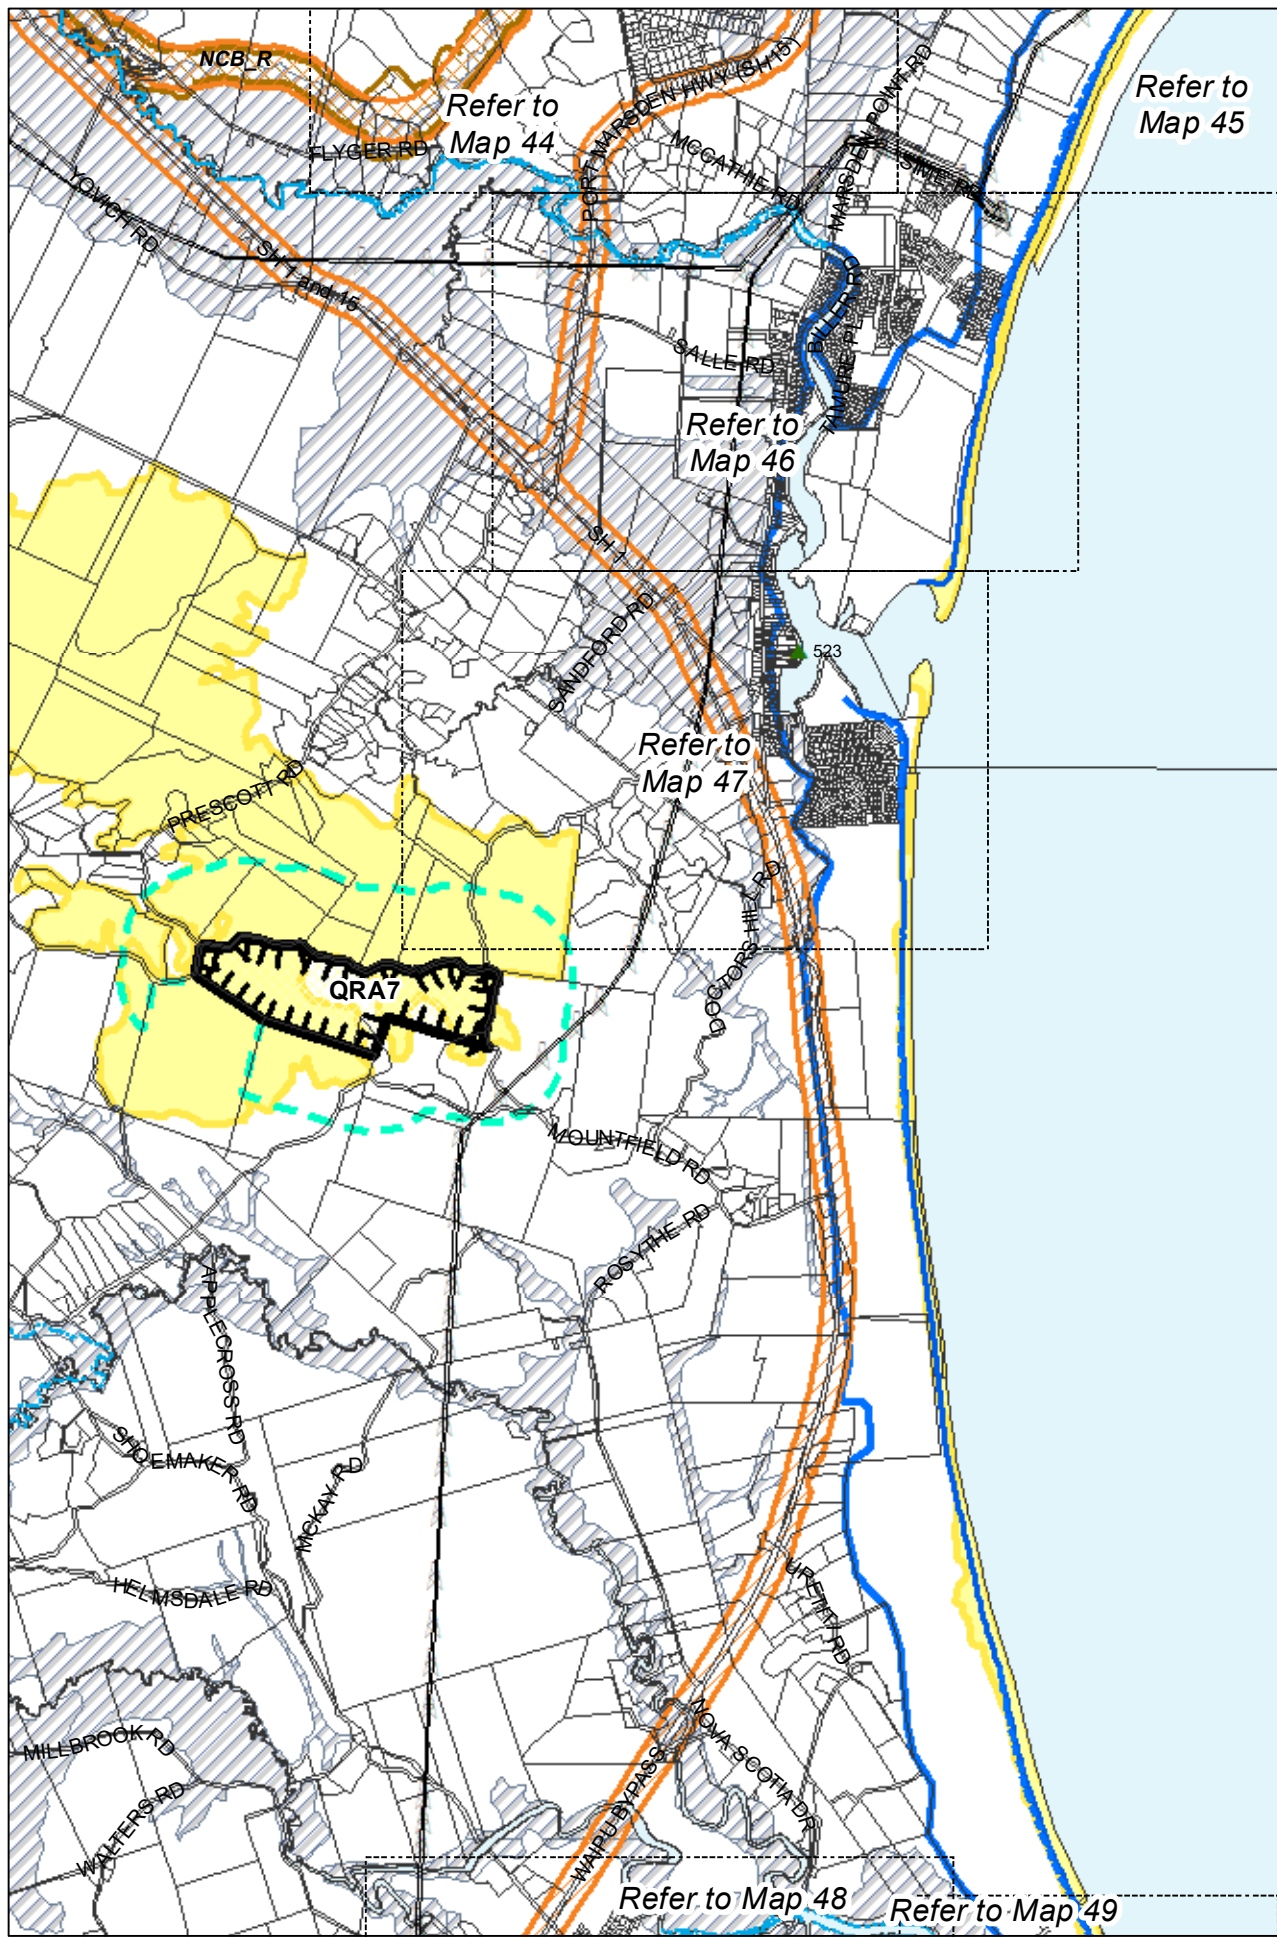 NCB_R
Refer to
Map 44
Refer to
Map 45
FLYGER RD
PORT MARSDEN HWY (SH 15)
MCCATHIE RD
MARSDEN POINT RD
SIME RD
YOVICH RD
SH 1 and 15
BILLER RD
TAMURE PL
SALLE RD
Refer to
Map 46
SH 1
SANDFORD RD
523
Refer to
Map 47
PRESCOTT RD
DOCTORS HILL RD
QRA7
MOUNTFIELD RD
ROSYTHE RD
APPLECROSS RD
SHOEMAKER RD
MCKAY RD
HELMSDALE RD
URETITI RD
MILLBROOK RD
WALTERS RD
NOVA SCOTIA DR
WAIPU BYPASS
Refer to Map 48
Refer to Map 49